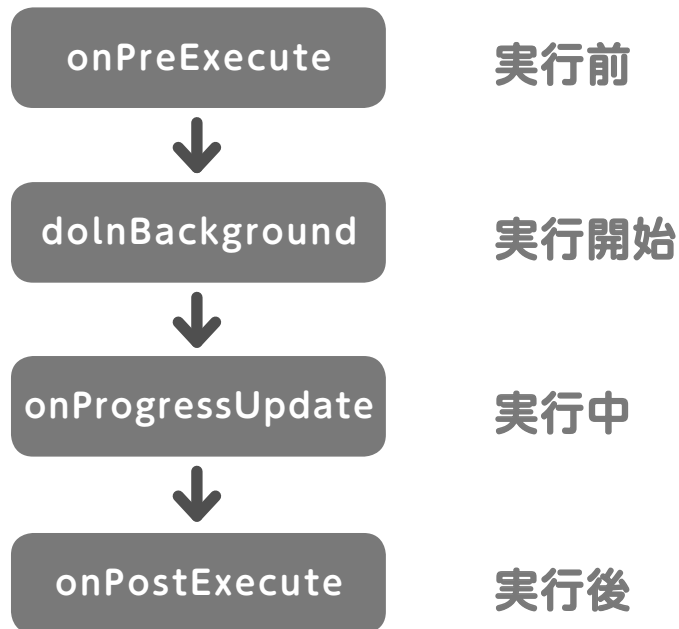 onPreExecute 実行前
doInBackground 実行開始
onProgressUpdate 実行中
onPostExecute 実行後